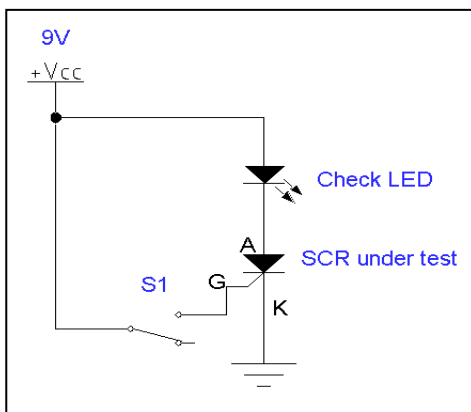 9V
+Vcc
Check LED
A
SCR under test
S1
G
K